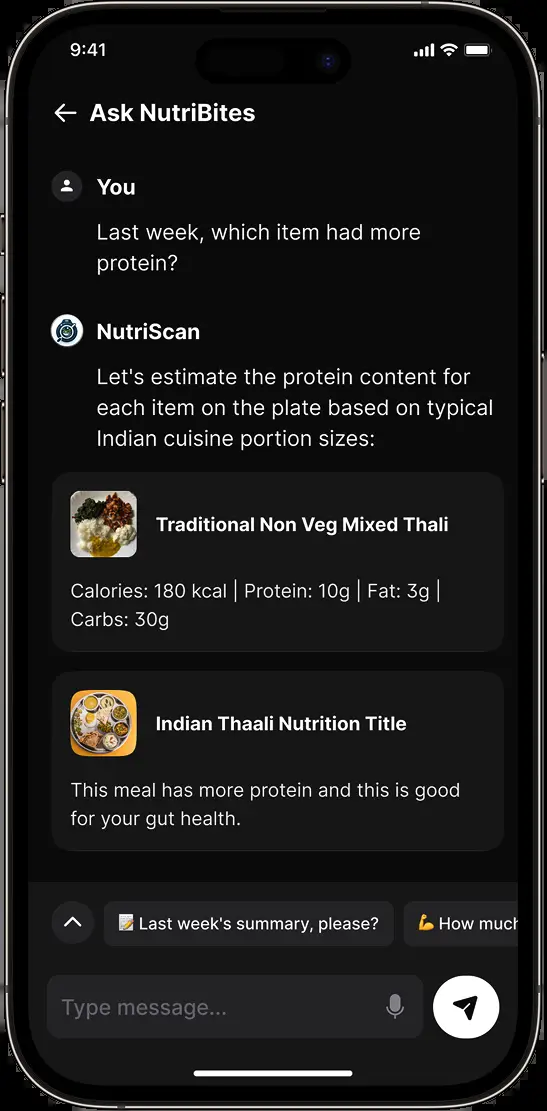 9:41
Ask NutriBites
You
Last week, which item had more
protein?
NutriScan
Let's estimate the protein content for
each item on the plate based on typical
Indian cuisine portion sizes:
Traditional Non Veg Mixed Thali
Calories: 180 kcal | Protein: 10g | Fat: 3g |
Carbs: 30g
Indian Thaali Nutrition Title
This meal has more protein and this is good
for your gut health.
📝 Last week's summary, please?
💪 How much
Type message...